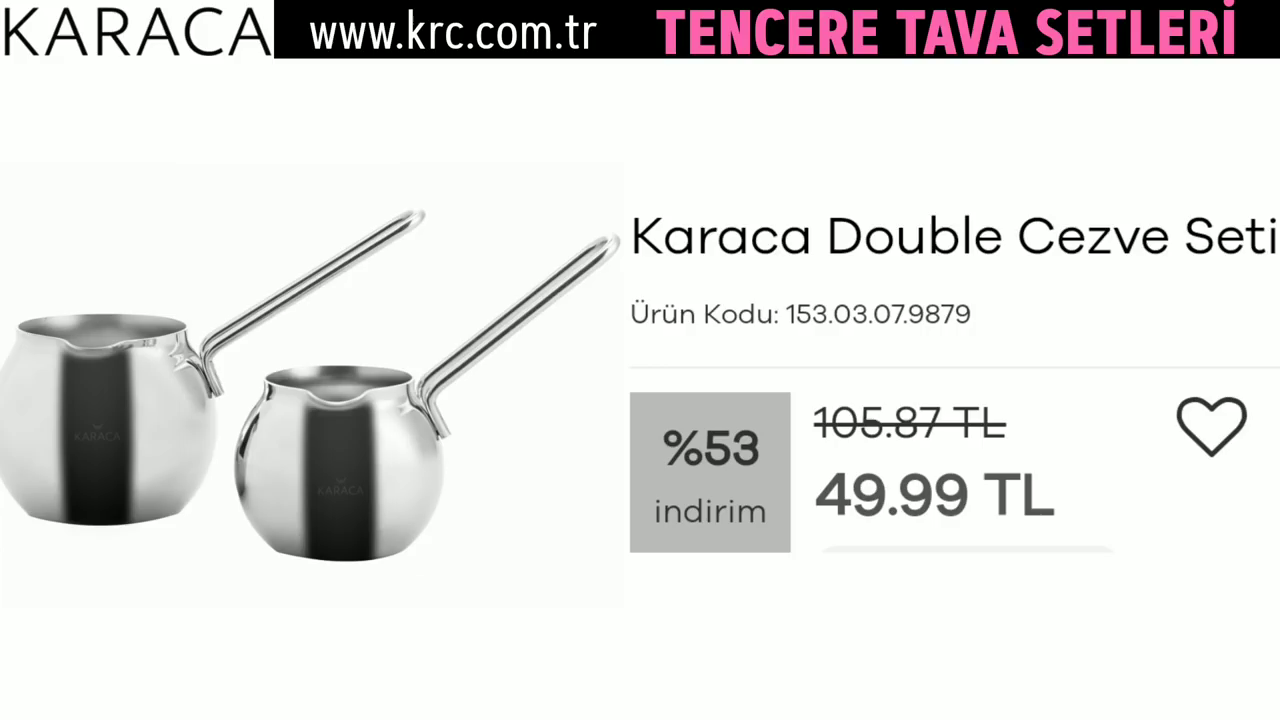 KARACA www.krc.com.tr TENCERE TAVA SETLERİ
Karaca Double Cezve Seti
Ürün Kodu: 153.03.07.9879
%53
indirim
105.87 TL
49.99 TL
KARACA
KARACA